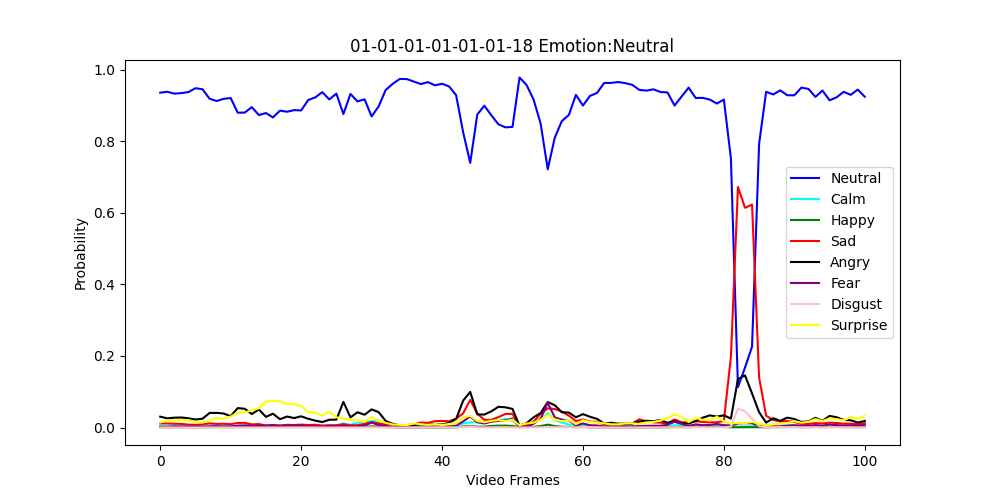 01-01-01-01-01-01-18 Emotion:Neutral
1.0
0.8
0.6
0.4
0.2
0.0
Probability
0 20 40 60 80 100
Video Frames
Neutral
Calm
Happy
Sad
Angry
Fear
Disgust
Surprise